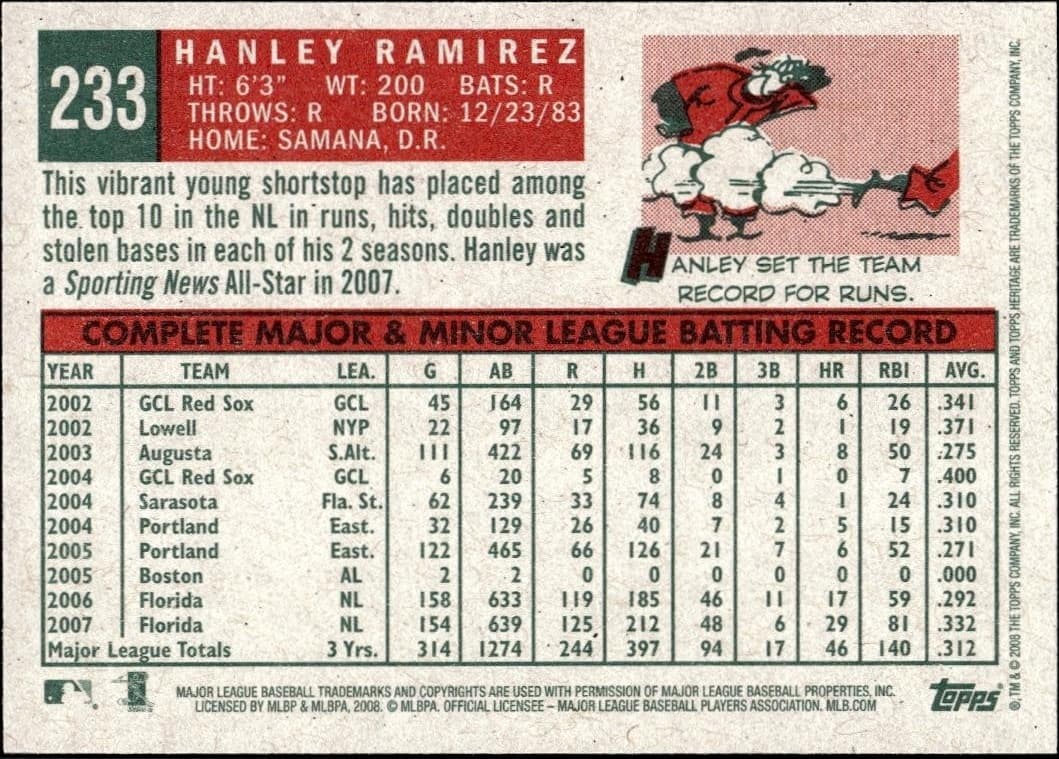 233
HANLEY RAMIREZ
HT: 6'3" WT: 200 BATS: R
THROWS: R BORN: 12/23/83
HOME: SAMANA, D.R.
This vibrant young shortstop has placed among
the top 10 in the NL in runs, hits, doubles and
stolen bases in each of his 2 seasons. Hanley was
a Sporting News All-Star in 2007.
HANLEY SET THE TEAM
RECORD FOR RUNS.
COMPLETE MAJOR & MINOR LEAGUE BATTING RECORD
YEAR TEAM LEA. G AB R H 2B 3B HR RBI AVG.
2002 GCL Red Sox GCL 45 164 29 56 11 3 6 26 .341
2002 Lowell NYP 22 97 17 36 9 2 1 19 .371
2003 Augusta S.Alt. 111 422 69 116 24 3 8 50 .275
2004 GCL Red Sox GCL 6 20 5 8 0 1 0 7 .400
2004 Sarasota Fla. St. 62 239 33 74 8 4 1 24 .310
2004 Portland East. 32 129 26 40 7 2 5 15 .310
2005 Portland East. 122 465 66 126 21 7 6 52 .271
2005 Boston AL 2 2 0 0 0 0 0 0 .000
2006 Florida NL 158 633 119 185 46 11 17 59 .292
2007 Florida NL 154 639 125 212 48 6 29 81 .332
Major League Totals 3 Yrs. 314 1274 244 397 94 17 46 140 .312
MAJOR LEAGUE BASEBALL TRADEMARKS AND COPYRIGHTS ARE USED WITH PERMISSION OF MAJOR LEAGUE BASEBALL PROPERTIES, INC.
LICENSED BY MLBP & MLBPA, 2008. © MLBPA. OFFICIAL LICENSEE – MAJOR LEAGUE BASEBALL PLAYERS ASSOCIATION. MLB.COM
topps
®, TM & © 2008 THE TOPPS COMPANY, INC. ALL RIGHTS RESERVED. TOPPS AND TOPPS HERITAGE ARE TRADEMARKS OF THE TOPPS COMPANY, INC.